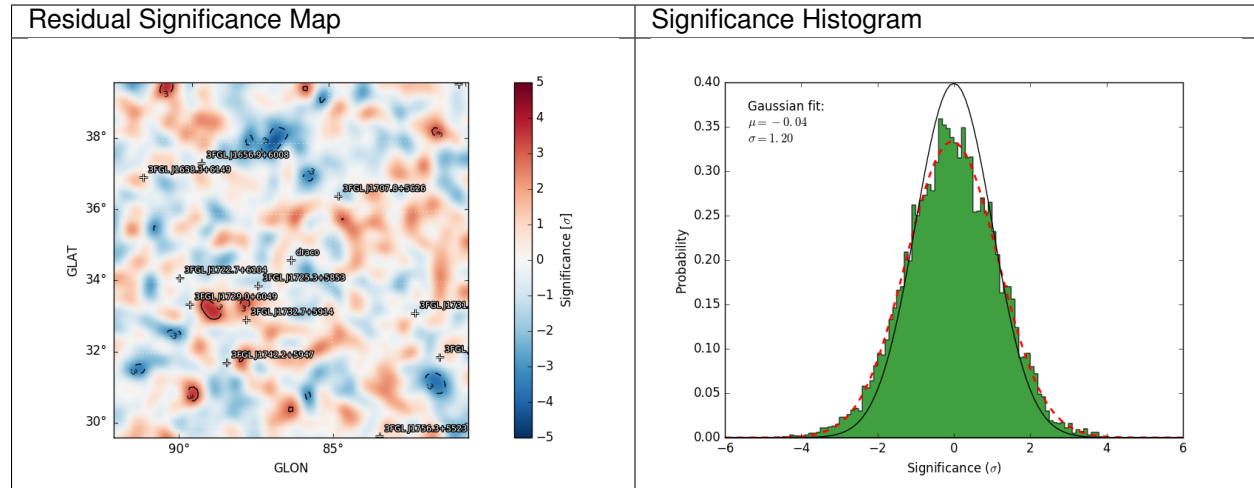 Residual Significance Map
Significance Histogram
38°
36°
34°
32°
30°
GLAT
90°
85°
GLON
3FGL J1656.9+6008
3FGL J1658.3+6149
3FGL J1707.8+5626
draco
3FGL J1722.7+6104
3FGL J1725.3+5853
3FGL J1729.0+6049
3FGL J1732.7+5914
3FGL J1731.
3FGL
3FGL J1742.2+5947
3FGL J1756.3+5523
5
4
3
2
1
0
−1
−2
−3
−4
−5
Significance [σ]
0.40
0.35
0.30
0.25
0.20
0.15
0.10
0.05
0.00
Probability
Gaussian fit:
μ = −0.04
σ = 1.20
−6 −4 −2 0 2 4 6
Significance (σ)